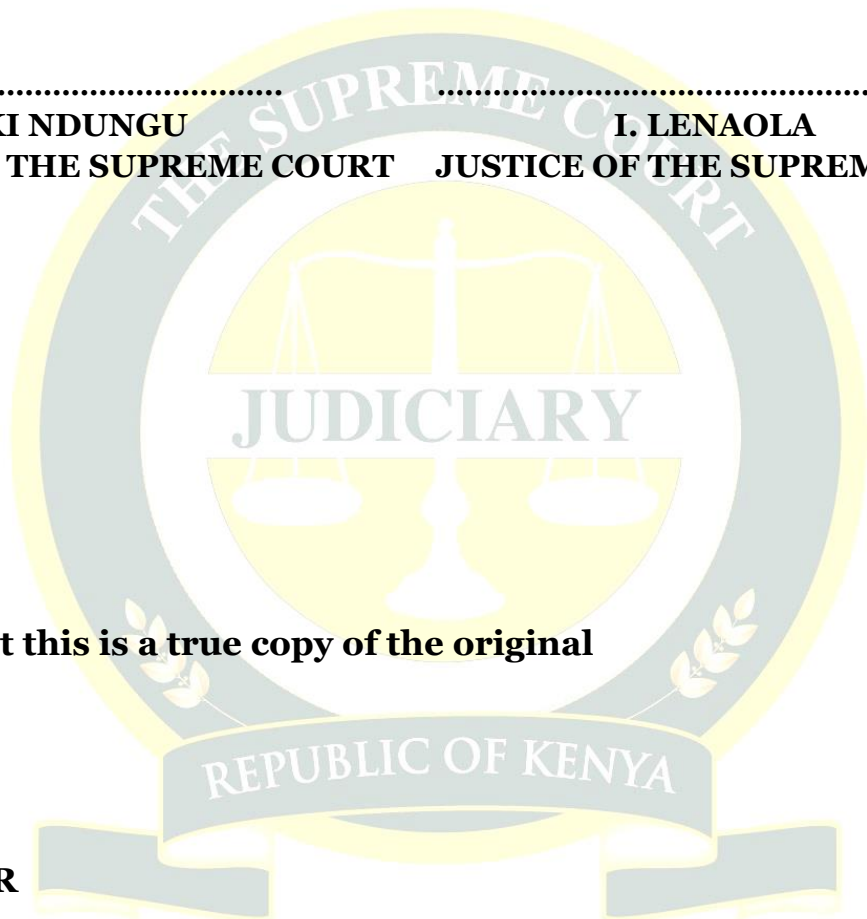 ................................ ................................................
KI NDUNGU I. LENAOLA
THE SUPREME COURT JUSTICE OF THE SUPREM
THE SUPREME COURT
JUDICIARY
t this is a true copy of the original
REPUBLIC OF KENYA
R